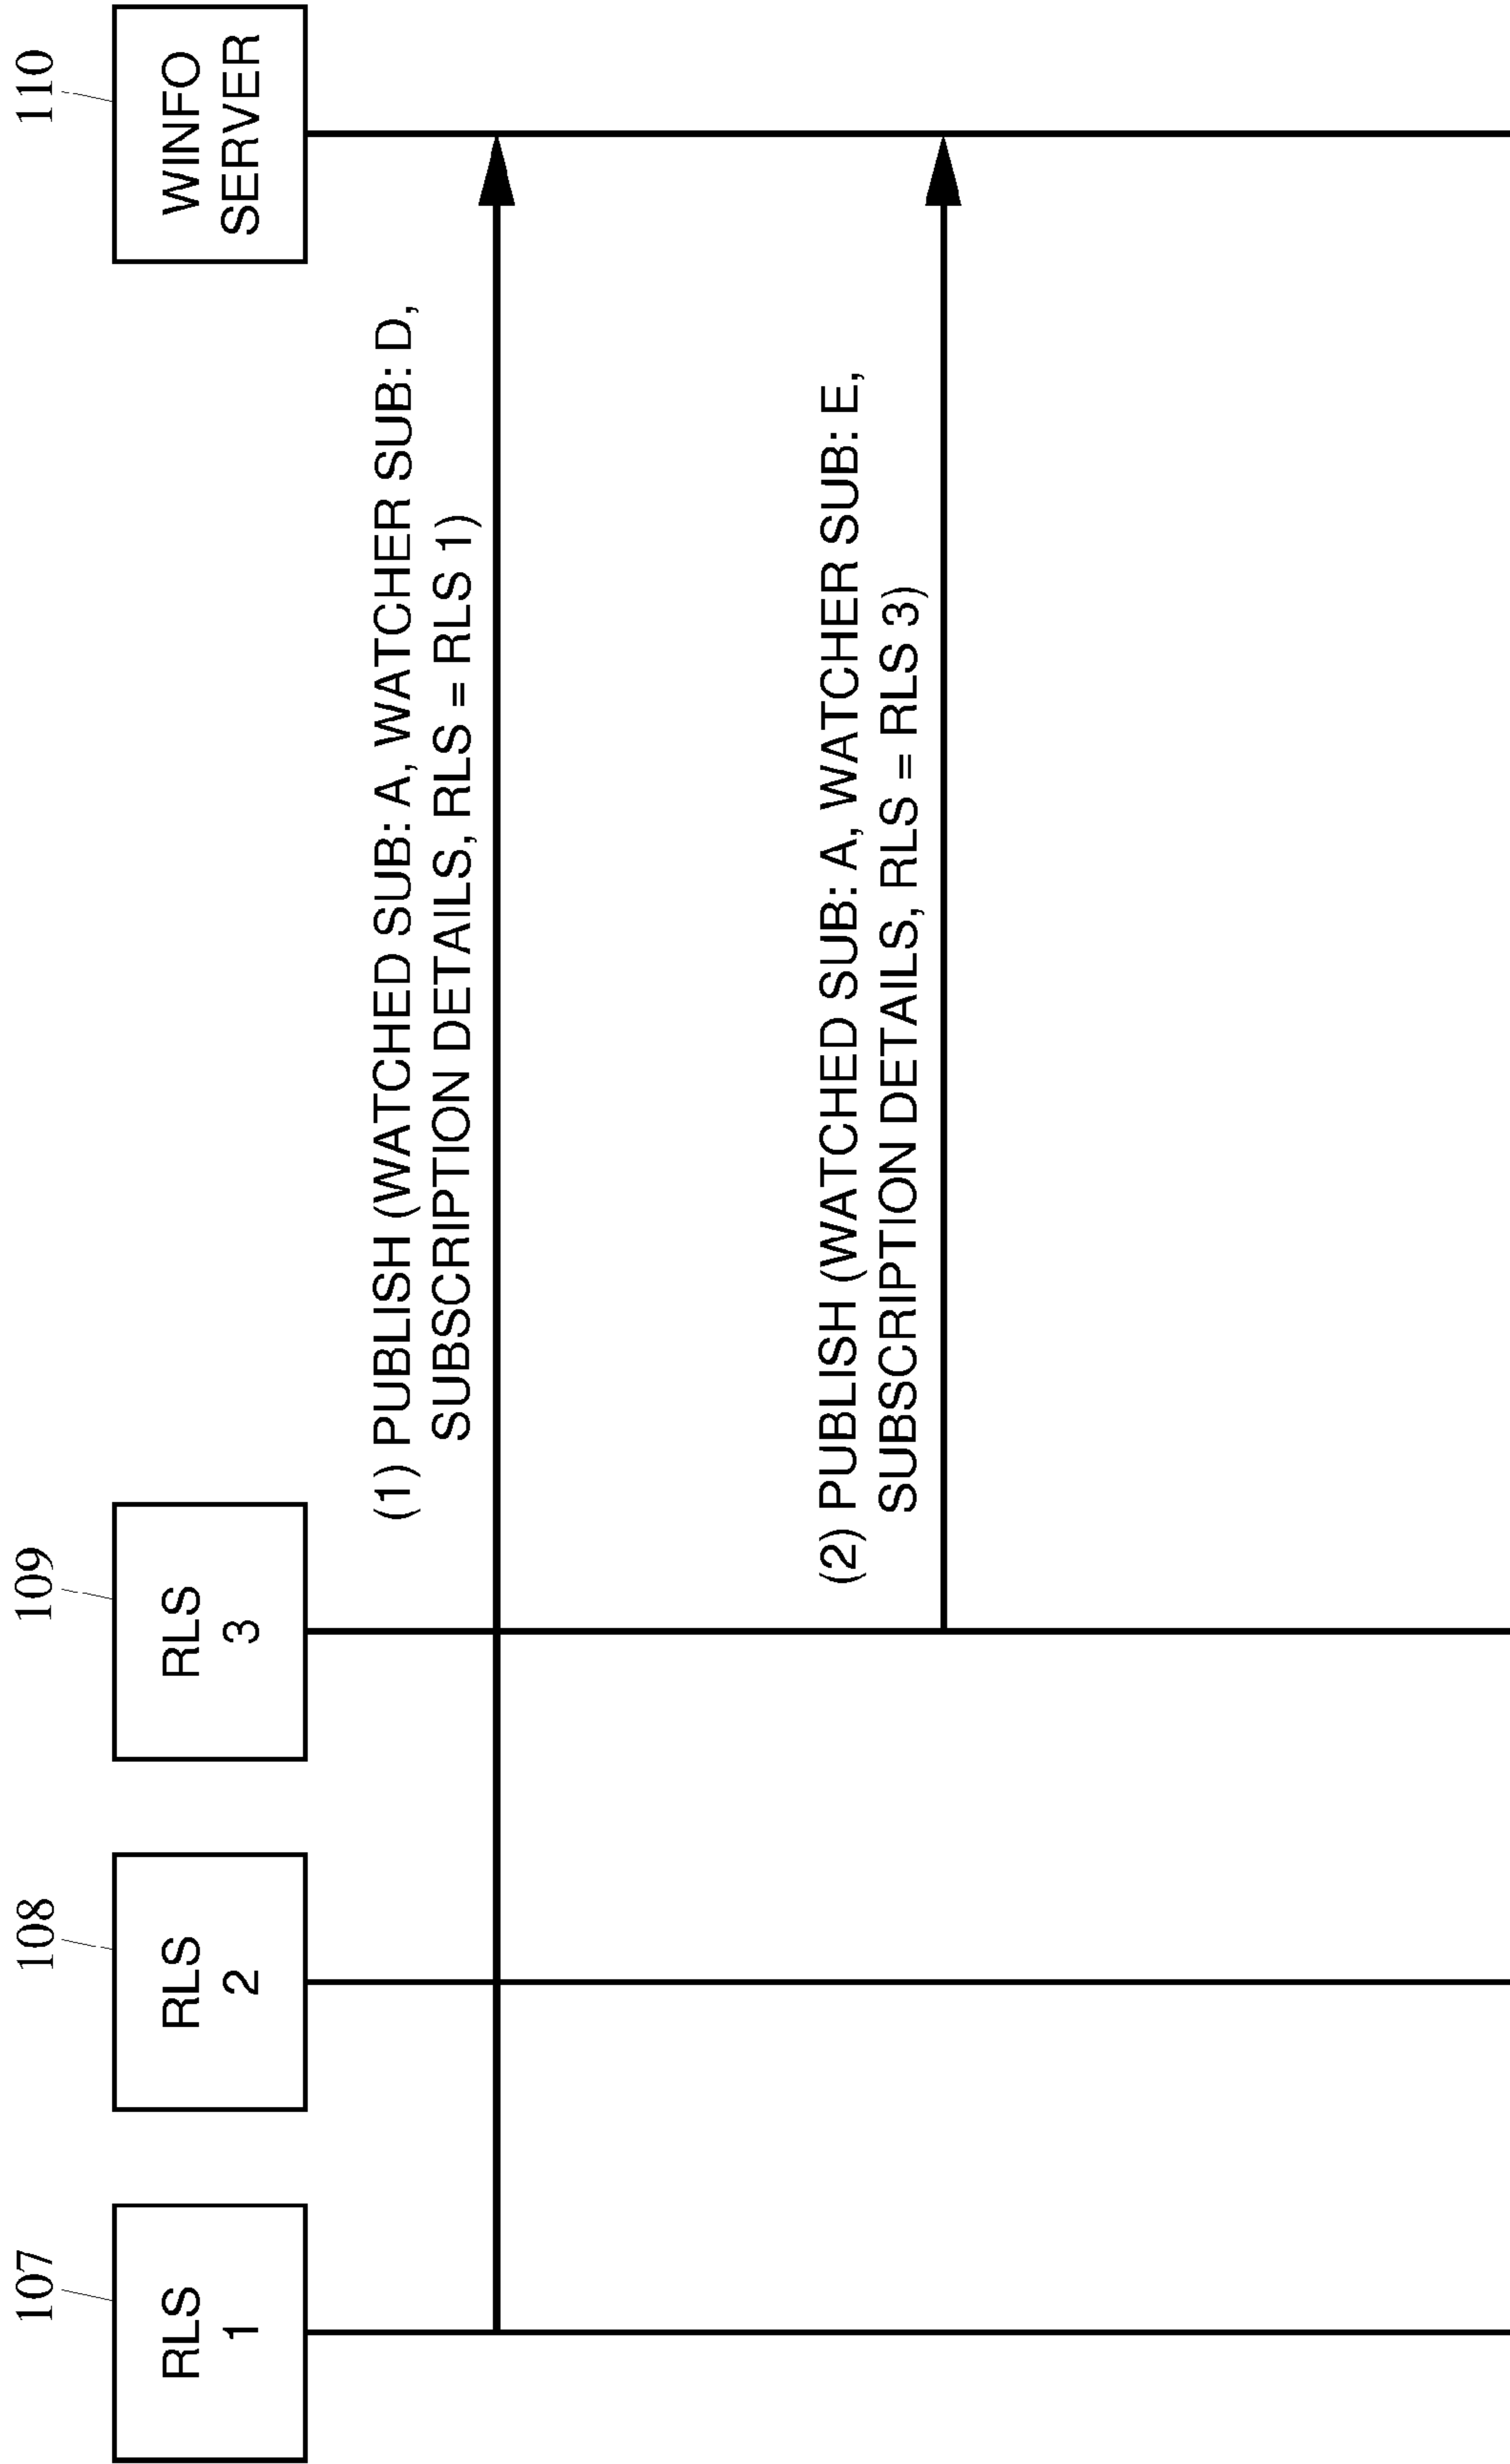 107
108
109
110
RLS
1
RLS
2
RLS
3
WINFO
SERVER
(1) PUBLISH (WATCHED SUB: A, WATCHER SUB: D,
SUBSCRIPTION DETAILS, RLS = RLS 1)
(2) PUBLISH (WATCHED SUB: A, WATCHER SUB: E,
SUBSCRIPTION DETAILS, RLS = RLS 3)